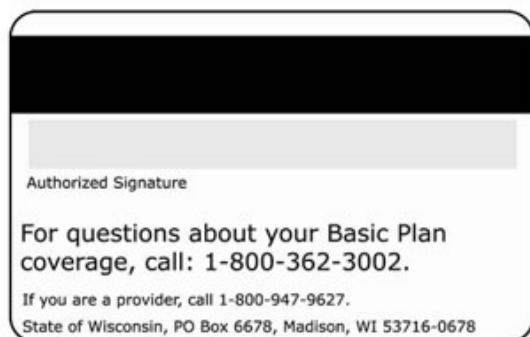 Authorized Signature
For questions about your Basic Plan
coverage, call: 1-800-362-3002.
If you are a provider, call 1-800-947-9627.
State of Wisconsin, PO Box 6678, Madison, WI 53716-0678